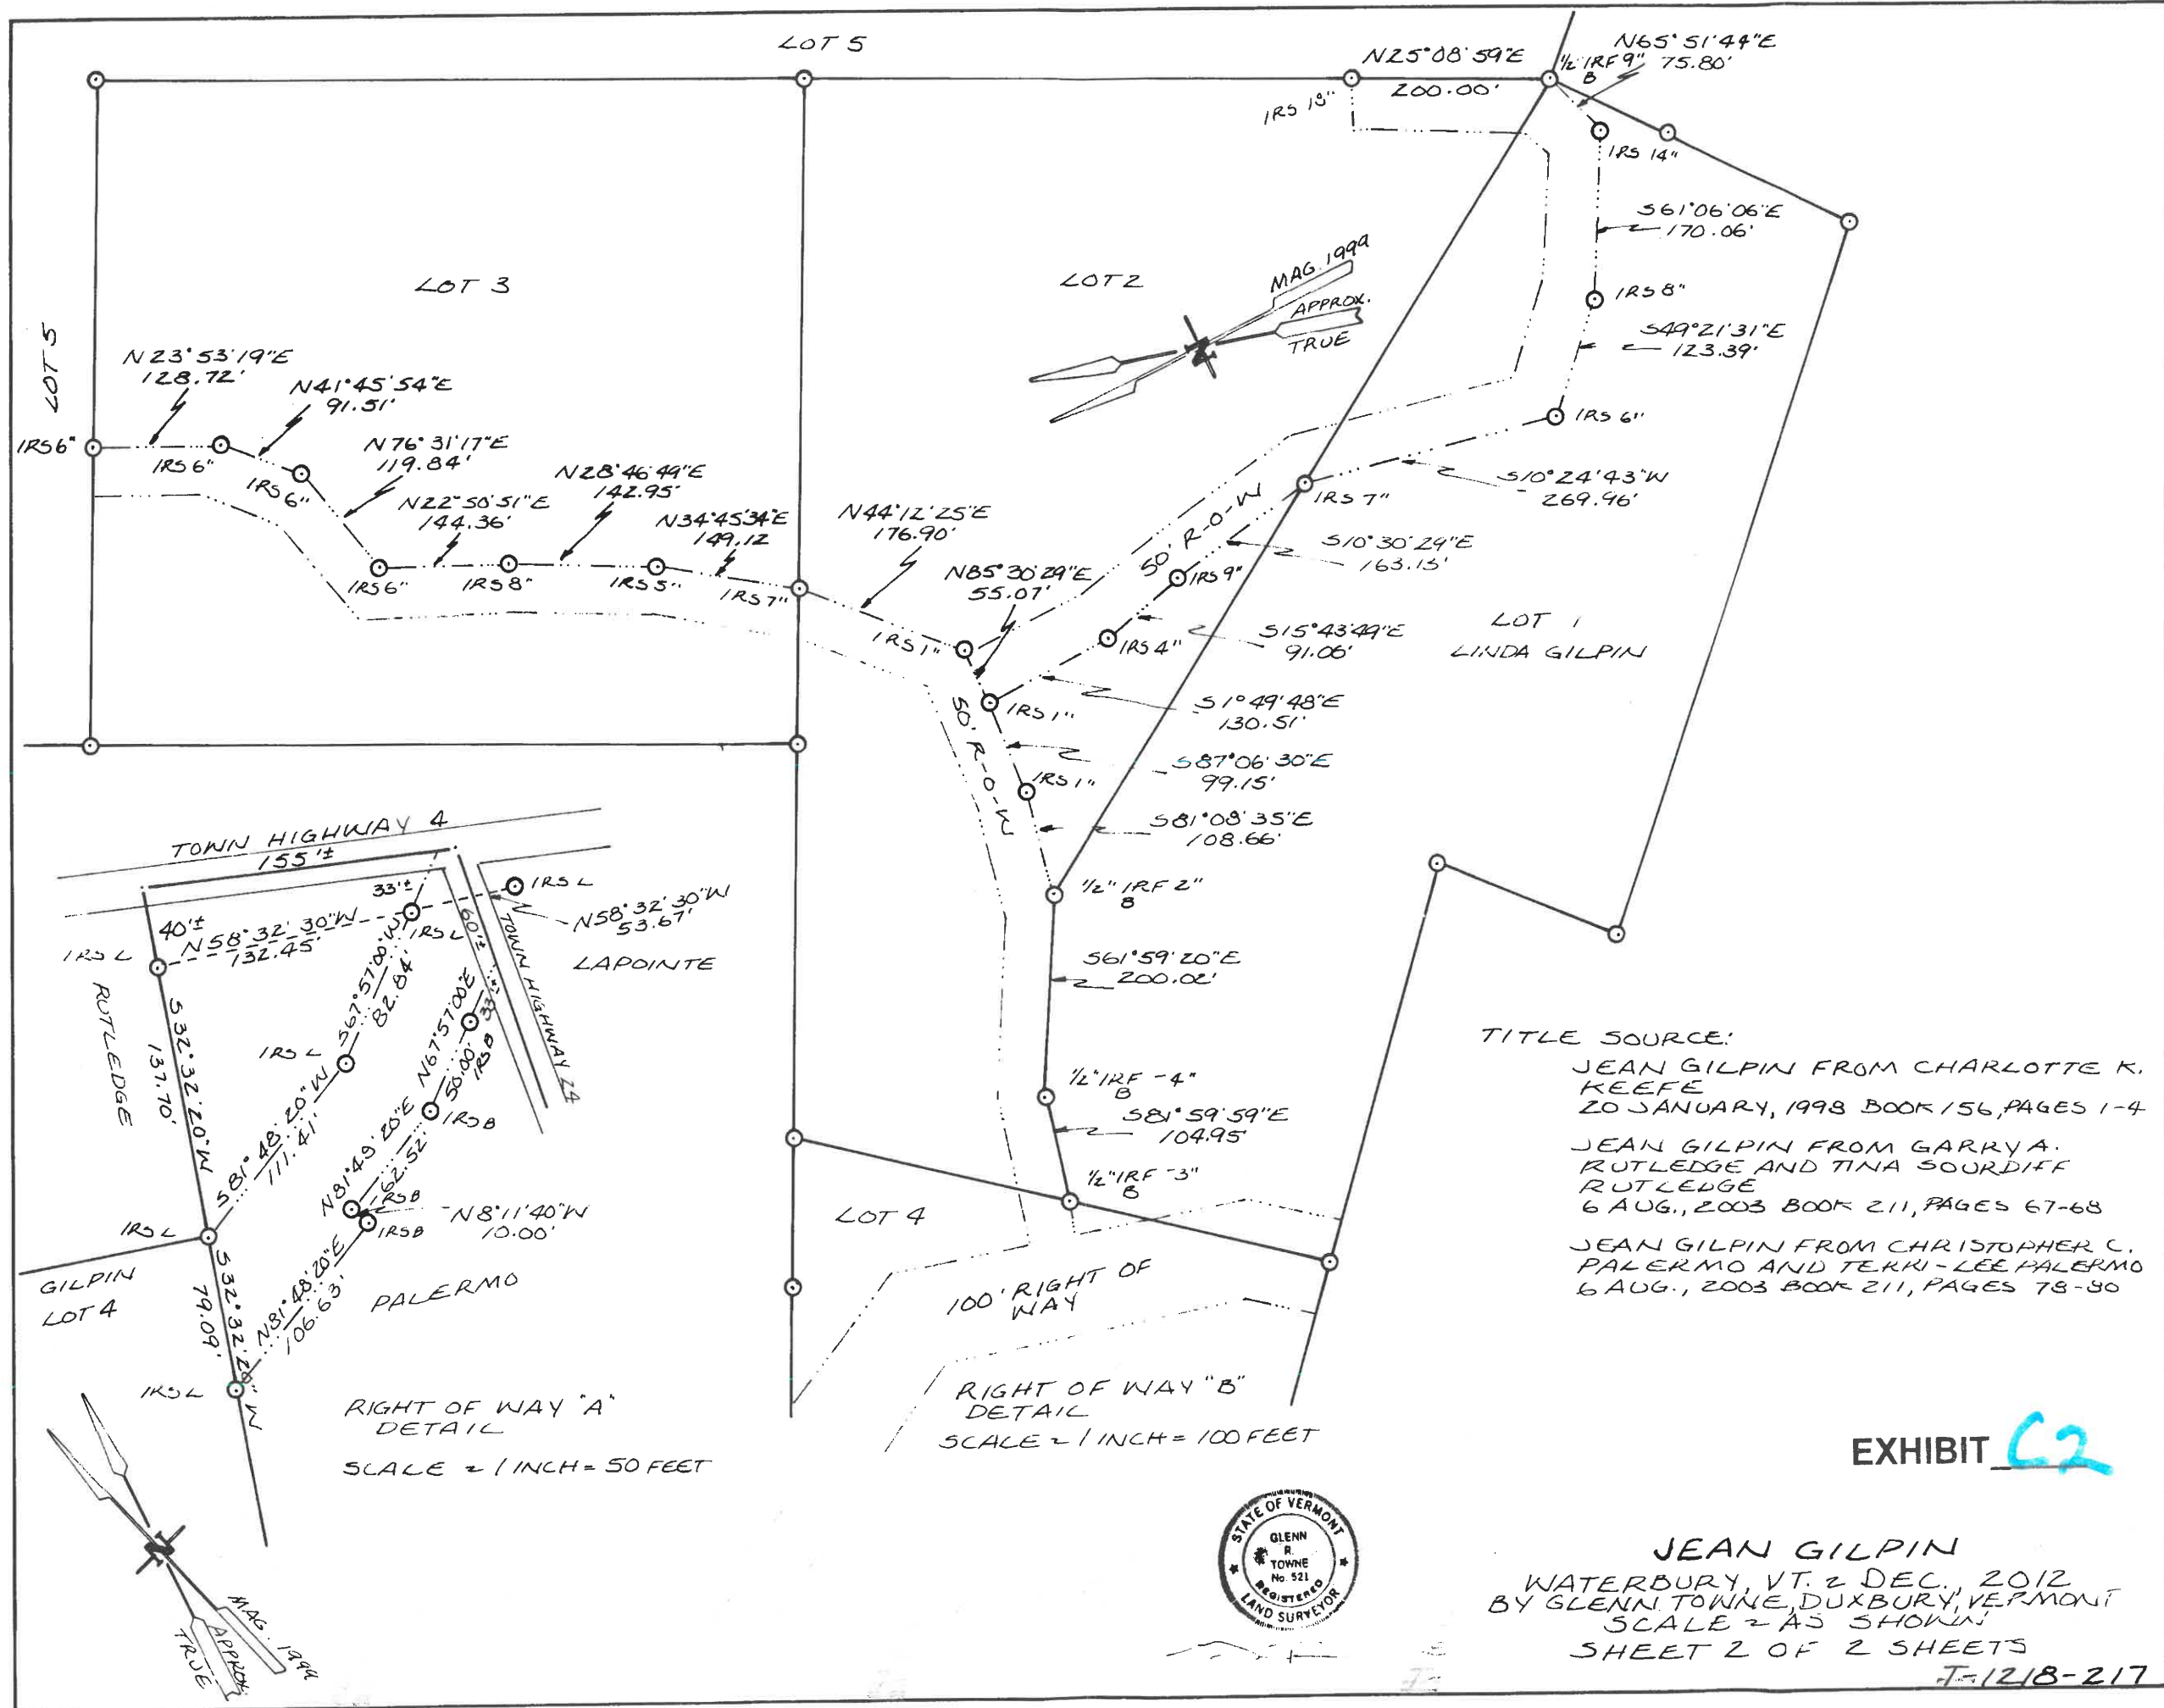 LOT 5
N25°08'59"E
200.00'
IRS 18"
1/2" IRF 9"
B
N65°51'44"E
75.80'
IRS 14"
S61°06'06"E
170.06'
IRS 8"
S49°21'31"E
123.39'
IRS 6"
S10°24'43"W
269.96'
IRS 7"
LOT 3
LOT 2
MAG. 1999
APPROX.
TRUE
LOT 5
N23°53'19"E
128.72'
N41°45'54"E
91.51'
IRS 6"
IRS 6"
N76°31'17"E
119.84'
IRS 6"
N22°50'51"E
144.36'
N28°46'49"E
142.95'
N34°45'34"E
149.12
IRS 6"
IRS 8"
IRS 5"
IRS 7"
N44°12'25"E
176.90'
N85°30'29"E
55.07'
IRS 1"
50' R-O-W
S10°30'29"E
163.15'
IRS 9"
S15°43'49"E
91.06'
IRS 4"
LOT 1
LINDA GILPIN
S1°49'48"E
130.51'
IRS 1"
50' R-O-W
S87°06'30"E
99.15'
IRS 1"
S81°08'35"E
108.66'
1/2" IRF 2"
B
S61°59'20"E
200.02'
1/2" IRF -4"
B
S81°59'59"E
104.95'
1/2" IRF -3"
B
LOT 4
100' RIGHT OF
WAY
RIGHT OF WAY "B"
DETAIL
SCALE = 1 INCH = 100 FEET
TOWN HIGHWAY 4
155'±
33'±
IRS L
N58°32'30"W
53.67'
40'±
N58°32'30"W
132.45'
IRS L
IRS L
60'±
TOWN HIGHWAY 24
LAPOINTE
RUTLEDGE
S32°32'20"W
137.70'
S67°57'00"W
82.84'
IRS L
S81°48'20"W
111.41'
N67°57'00"E
50.00'
33'±
IRS B
IRS B
N81°49'20"E
162.52'
IRS B
N8°11'40"W
10.00'
IRS B
IRS L
GILPIN
LOT 4
S32°32'20"W
79.09'
N81°48'20"E
106.63'
PALERMO
IRS L
RIGHT OF WAY "A"
DETAIL
SCALE = 1 INCH = 50 FEET
MAG. 1999
APPROX.
TRUE
TITLE SOURCE:
JEAN GILPIN FROM CHARLOTTE K.
KEEFE
20 JANUARY, 1998 BOOK 156, PAGES 1-4
JEAN GILPIN FROM GARRY A.
RUTLEDGE AND TINA SOURDIFF
RUTLEDGE
6 AUG., 2003 BOOK 211, PAGES 67-68
JEAN GILPIN FROM CHRISTOPHER C.
PALERMO AND TERRI-LEE PALERMO
6 AUG., 2003 BOOK 211, PAGES 78-80
EXHIBIT C2
STATE OF VERMONT
GLENN
R.
TOWNE
No. 521
REGISTERED
LAND SURVEYOR
JEAN GILPIN
WATERBURY, VT. 2 DEC., 2012
BY GLENN TOWNE, DUXBURY, VERMONT
SCALE = AS SHOWN
SHEET 2 OF 2 SHEETS
T-1218-217